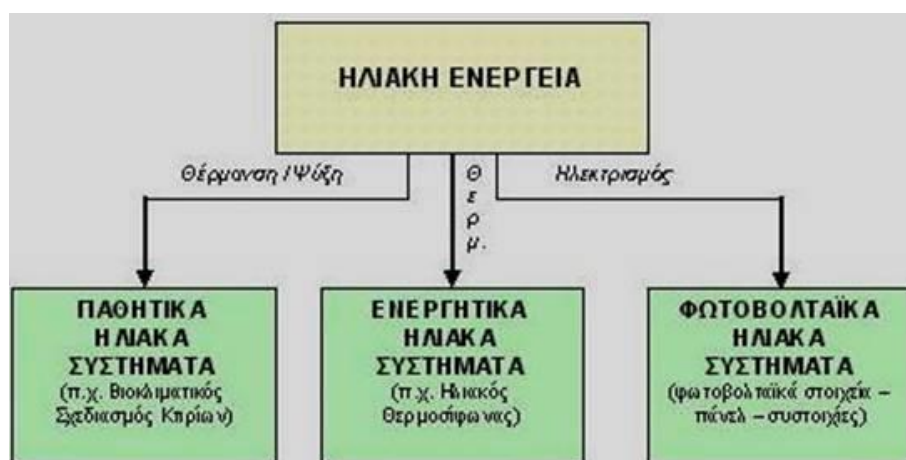 ΗΛΙΑΚΗ ΕΝΕΡΓΕΙΑ
Θέρμανση / Ψύξη
Θ
ε
ρ
μ.
Ηλεκτρισμός
ΠΑΘΗΤΙΚΑ
ΗΛΙΑΚΑ
ΣΥΣΤΗΜΑΤΑ
(π.χ. Βιοκλιματικός
Σχεδιασμός Κτιρίων)
ΕΝΕΡΓΗΤΙΚΑ
ΗΛΙΑΚΑ
ΣΥΣΤΗΜΑΤΑ
(π.χ. Ηλιακός
Θερμοσίφωνας)
ΦΩΤΟΒΟΛΤΑΪΚΑ
ΗΛΙΑΚΑ
ΣΥΣΤΗΜΑΤΑ
(φωτοβολταϊκά στοιχεία –
πάνελ – συστοιχίες)